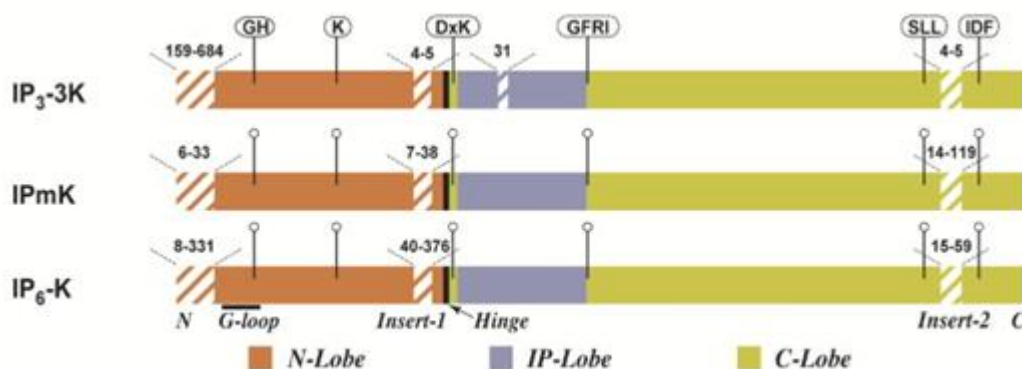 GH K DxK GFRI SLL IDF
159-684 4-5 31 4-5
IP₃-3K
6-33 7-38 14-119
IPmK
8-331 40-376 15-59
IP₆-K
N G-loop Insert-1 Hinge Insert-2 C
N-Lobe IP-Lobe C-Lobe